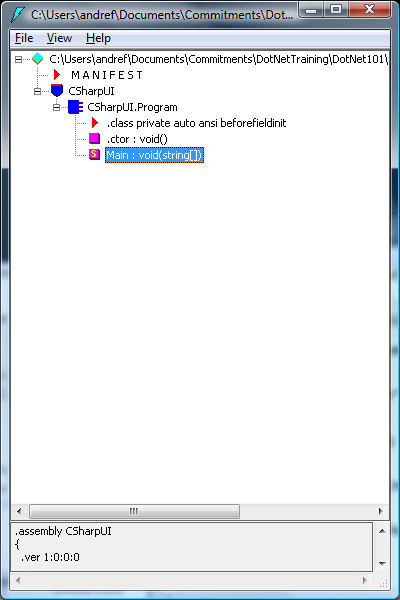 C:\Users\andref\Documents\Commitments\Dot...
File View Help
C:\Users\andref\Documents\Commitments\DotNetTraining\DotNet101\
M A N I F E S T
CSharpUI
CSharpUI.Program
.class private auto ansi beforefieldinit
.ctor : void()
S Main : void(string[])
.assembly CSharpUI
{
.ver 1:0:0:0